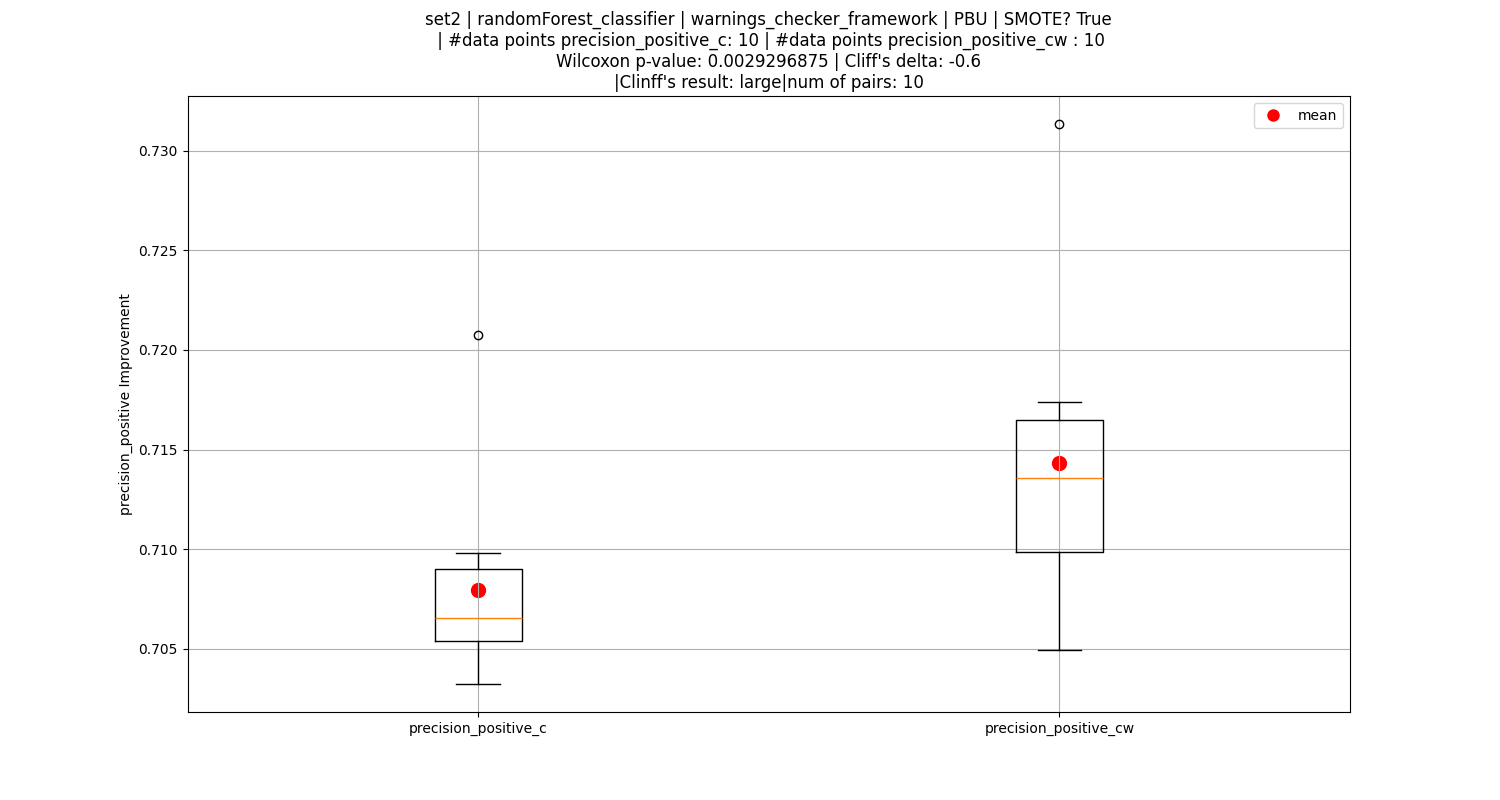 set2 | randomForest_classifier | warnings_checker_framework | PBU | SMOTE? True
| #data points precision_positive_c: 10 | #data points precision_positive_cw : 10
Wilcoxon p-value: 0.0029296875 | Cliff's delta: -0.6
|Clinff's result: large|num of pairs: 10
mean
0.730
0.725
0.720
0.715
0.710
0.705
precision_positive Improvement
precision_positive_c
precision_positive_cw